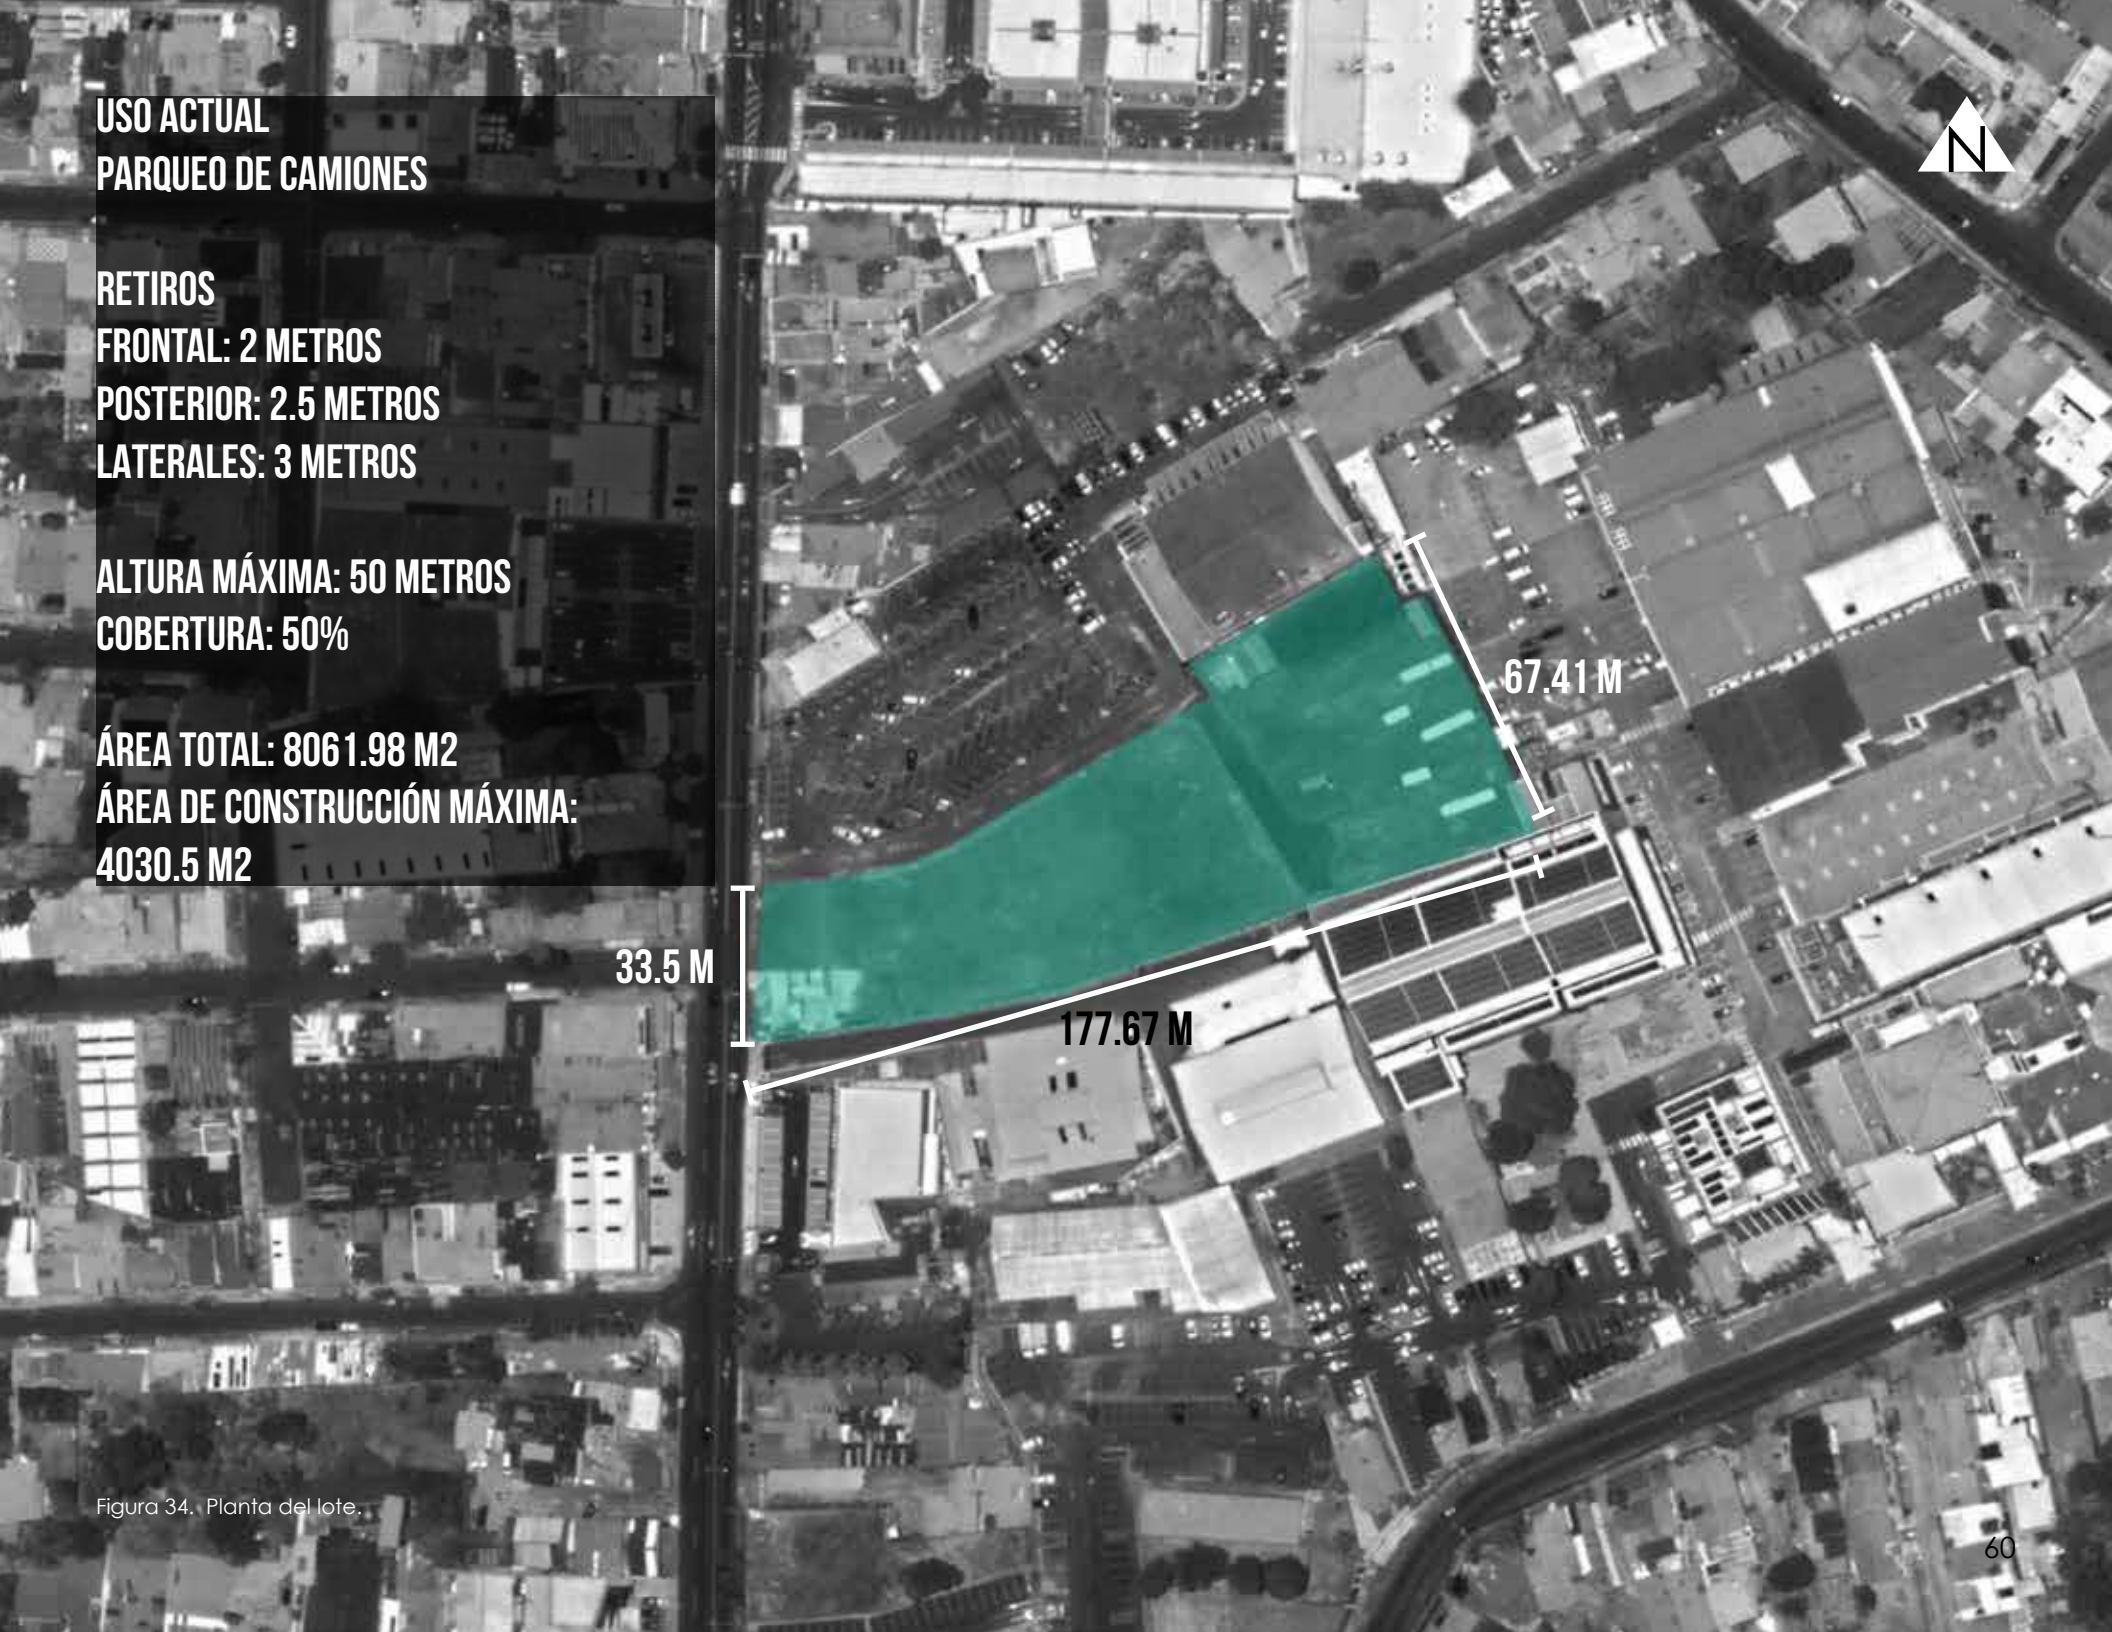 USO ACTUAL
PARQUEO DE CAMIONES
RETIROS
FRONTAL: 2 METROS
POSTERIOR: 2.5 METROS
LATERALES: 3 METROS
ALTURA MÁXIMA: 50 METROS
COBERTURA: 50%
ÁREA TOTAL: 8061.98 M2
ÁREA DE CONSTRUCCIÓN MÁXIMA:
4030.5 M2
N
67.41 M
33.5 M
177.67 M
Figura 34. Planta del lote.
60